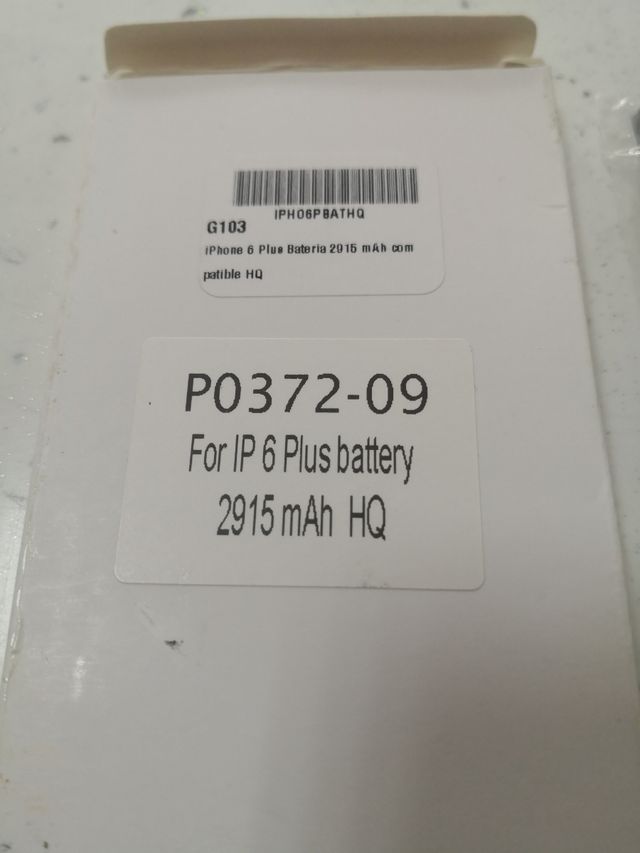 IPHO6PBATHQ
G103
iPhone 6 Plus Bateria 2915 mAh com
patible HQ
P0372-09
For IP 6 Plus battery
2915 mAh HQ